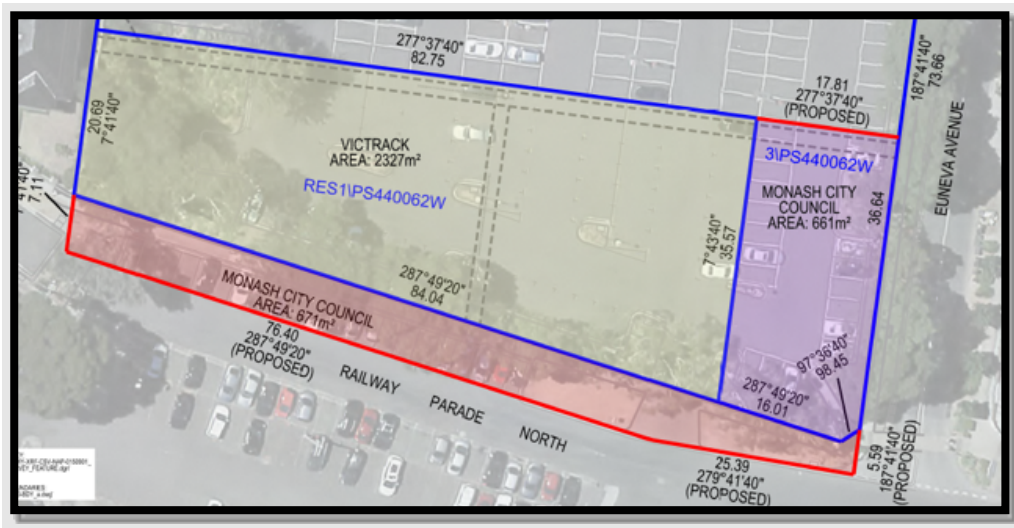 277°37'40"
82.75
17.81
277°37'40"
(PROPOSED)
187°41'40"
73.66
20.69
7°41'40"
VICTRACK
AREA: 2327m²
RES1\PS440062W
3\PS440062W
MONASH CITY
COUNCIL
AREA: 661m²
EUNEVA AVENUE
36.64
7.11
7°43'40"
35.57
287°49'20"
84.04
MONASH CITY COUNCIL
AREA: 671m²
76.40
287°49'20"
(PROPOSED)
97°36'40"
98.45
287°49'20"
16.01
RAILWAY PARADE NORTH
25.39
279°41'40"
(PROPOSED)
5.59
187°41'40"
(PROPOSED)